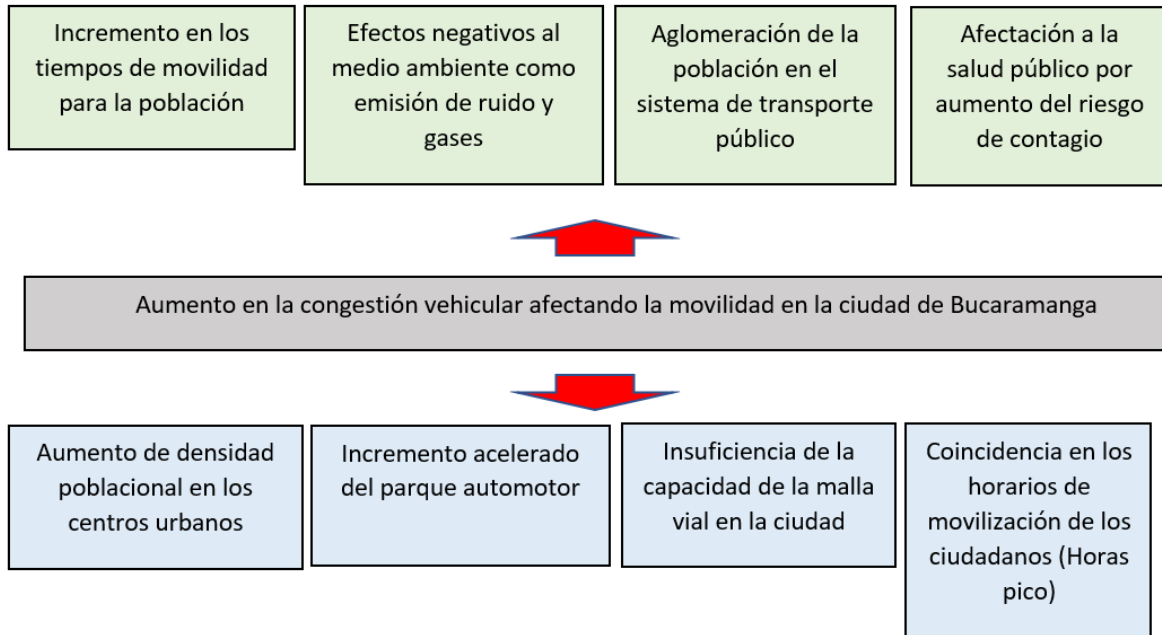 Incremento en los
tiempos de movilidad
para la población
Efectos negativos al
medio ambiente como
emisión de ruido y
gases
Aglomeración de la
población en el
sistema de transporte
público
Afectación a la
salud público por
aumento del riesgo
de contagio
Aumento en la congestión vehicular afectando la movilidad en la ciudad de Bucaramanga
Aumento de densidad
poblacional en los
centros urbanos
Incremento acelerado
del parque automotor
Insuficiencia de la
capacidad de la malla
vial en la ciudad
Coincidencia en los
horarios de
movilización de los
ciudadanos (Horas
pico)